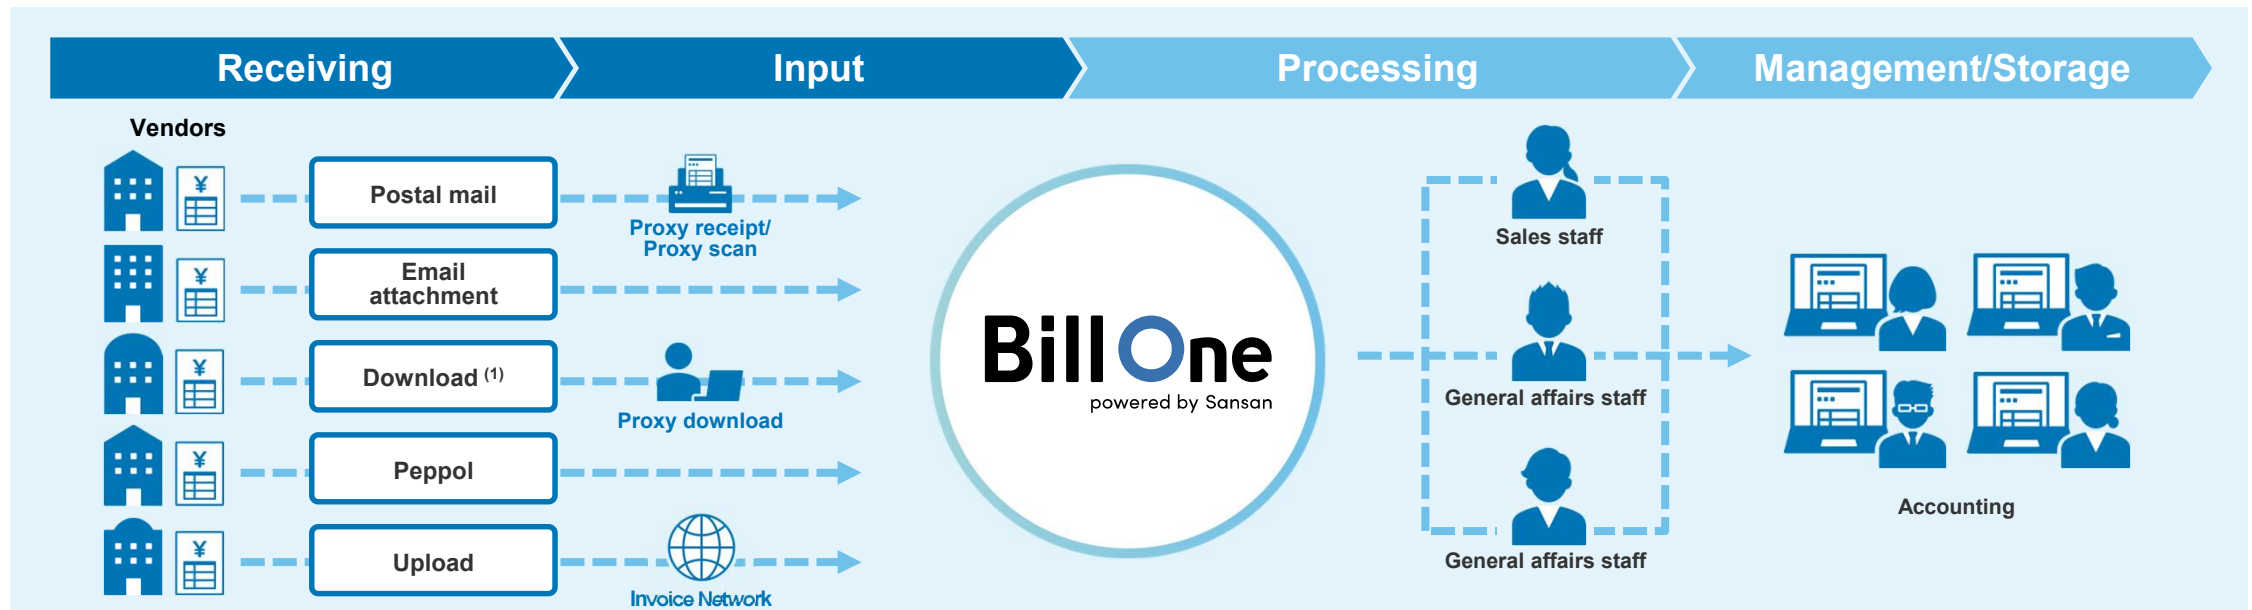 Receiving
Input
Processing
Management/Storage
Vendors
¥
Postal mail
Proxy receipt/
Proxy scan
¥
Email
attachment
¥
Download (1)
Proxy download
¥
Peppol
¥
Upload
Invoice Network
Bill One
powered by Sansan
Sales staff
General affairs staff
General affairs staff
Accounting